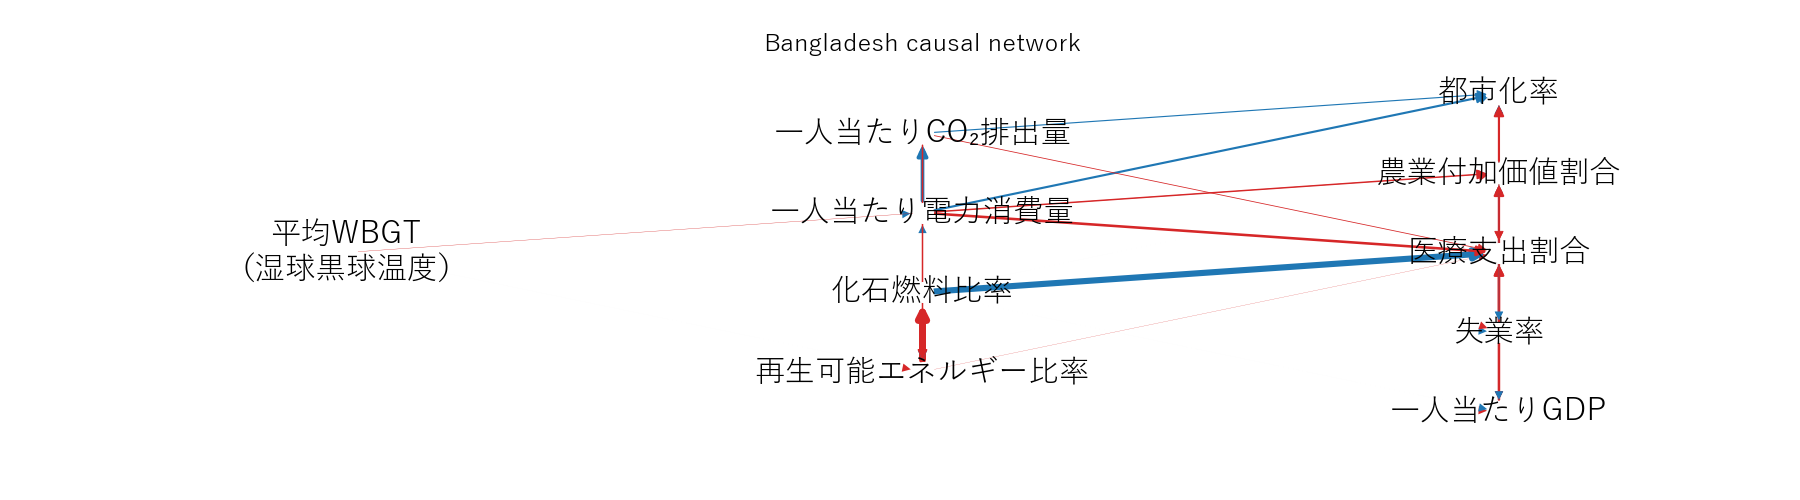 Bangladesh causal network
平均WBGT
(湿球黒球温度)
一人当たりCO₂排出量
一人当たり電力消費量
化石燃料比率
再生可能エネルギー比率
都市化率
農業付加価値割合
医療支出割合
失業率
一人当たりGDP